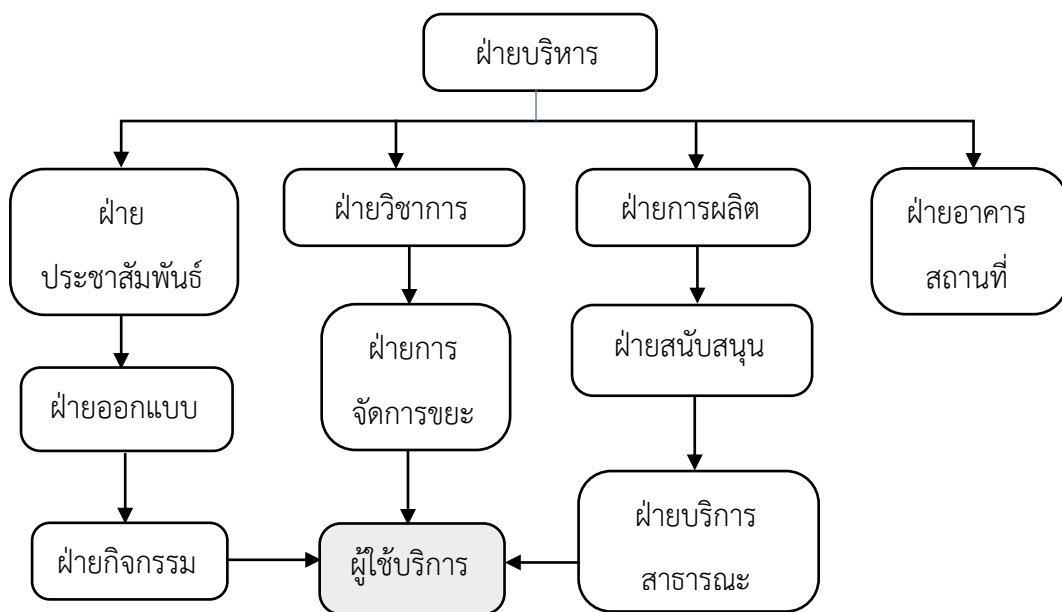 ฝ่ายบริหาร
ฝ่าย
ประชาสัมพันธ์
ฝ่ายวิชาการ
ฝ่ายการผลิต
ฝ่ายอาคาร
สถานที่
ฝ่ายออกแบบ
ฝ่ายการ
จัดการขยะ
ฝ่ายสนับสนุน
ฝ่ายกิจกรรม
ผู้ใช้บริการ
ฝ่ายบริการ
สาธารณะ